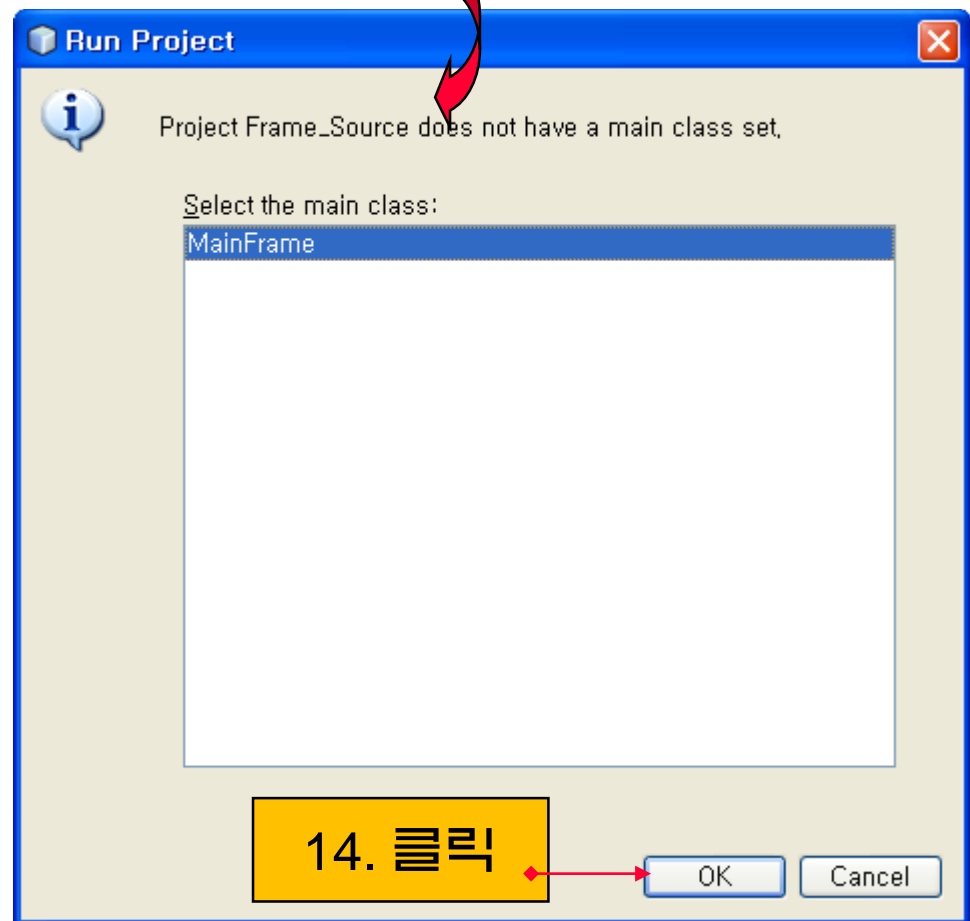 Run Project
Project Frame_Source does not have a main class set,
Select the main class:
MainFrame
14. 클릭
OK
Cancel